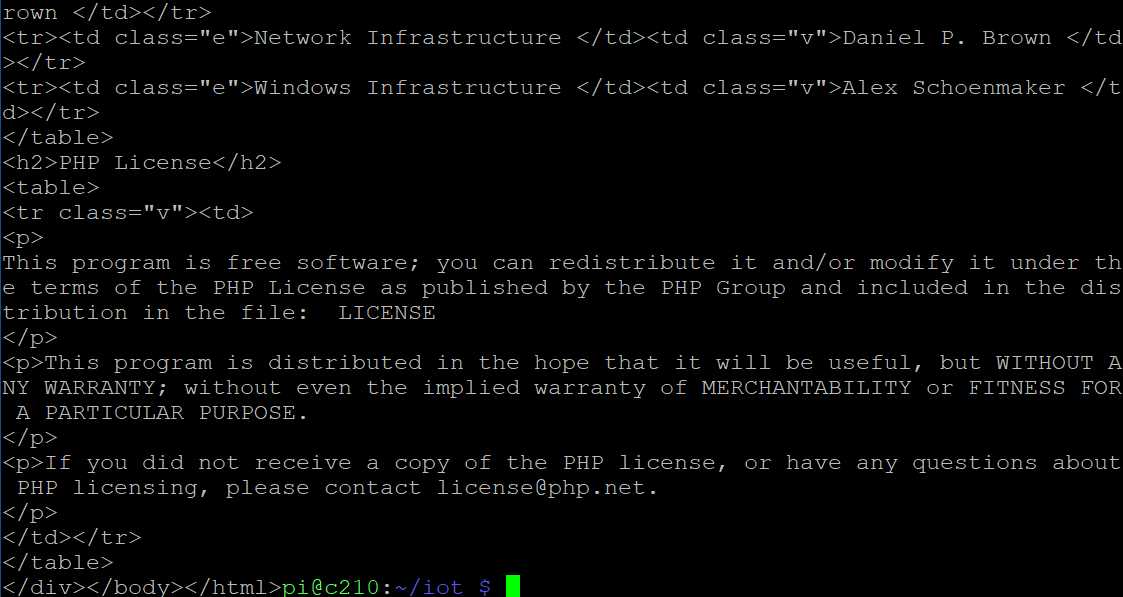 rown </td></tr>
<tr><td class="e">Network Infrastructure </td><td class="v">Daniel P. Brown </td
></tr>
<tr><td class="e">Windows Infrastructure </td><td class="v">Alex Schoenmaker </t
d></tr>
</table>
<h2>PHP License</h2>
<table>
<tr class="v"><td>
<p>
This program is free software; you can redistribute it and/or modify it under th
e terms of the PHP License as published by the PHP Group and included in the dis
tribution in the file:  LICENSE
</p>
<p>This program is distributed in the hope that it will be useful, but WITHOUT A
NY WARRANTY; without even the implied warranty of MERCHANTABILITY or FITNESS FOR
 A PARTICULAR PURPOSE.
</p>
<p>If you did not receive a copy of the PHP license, or have any questions about
 PHP licensing, please contact license@php.net.
</p>
</td></tr>
</table>
</div></body></html>pi@c210:~/iot $